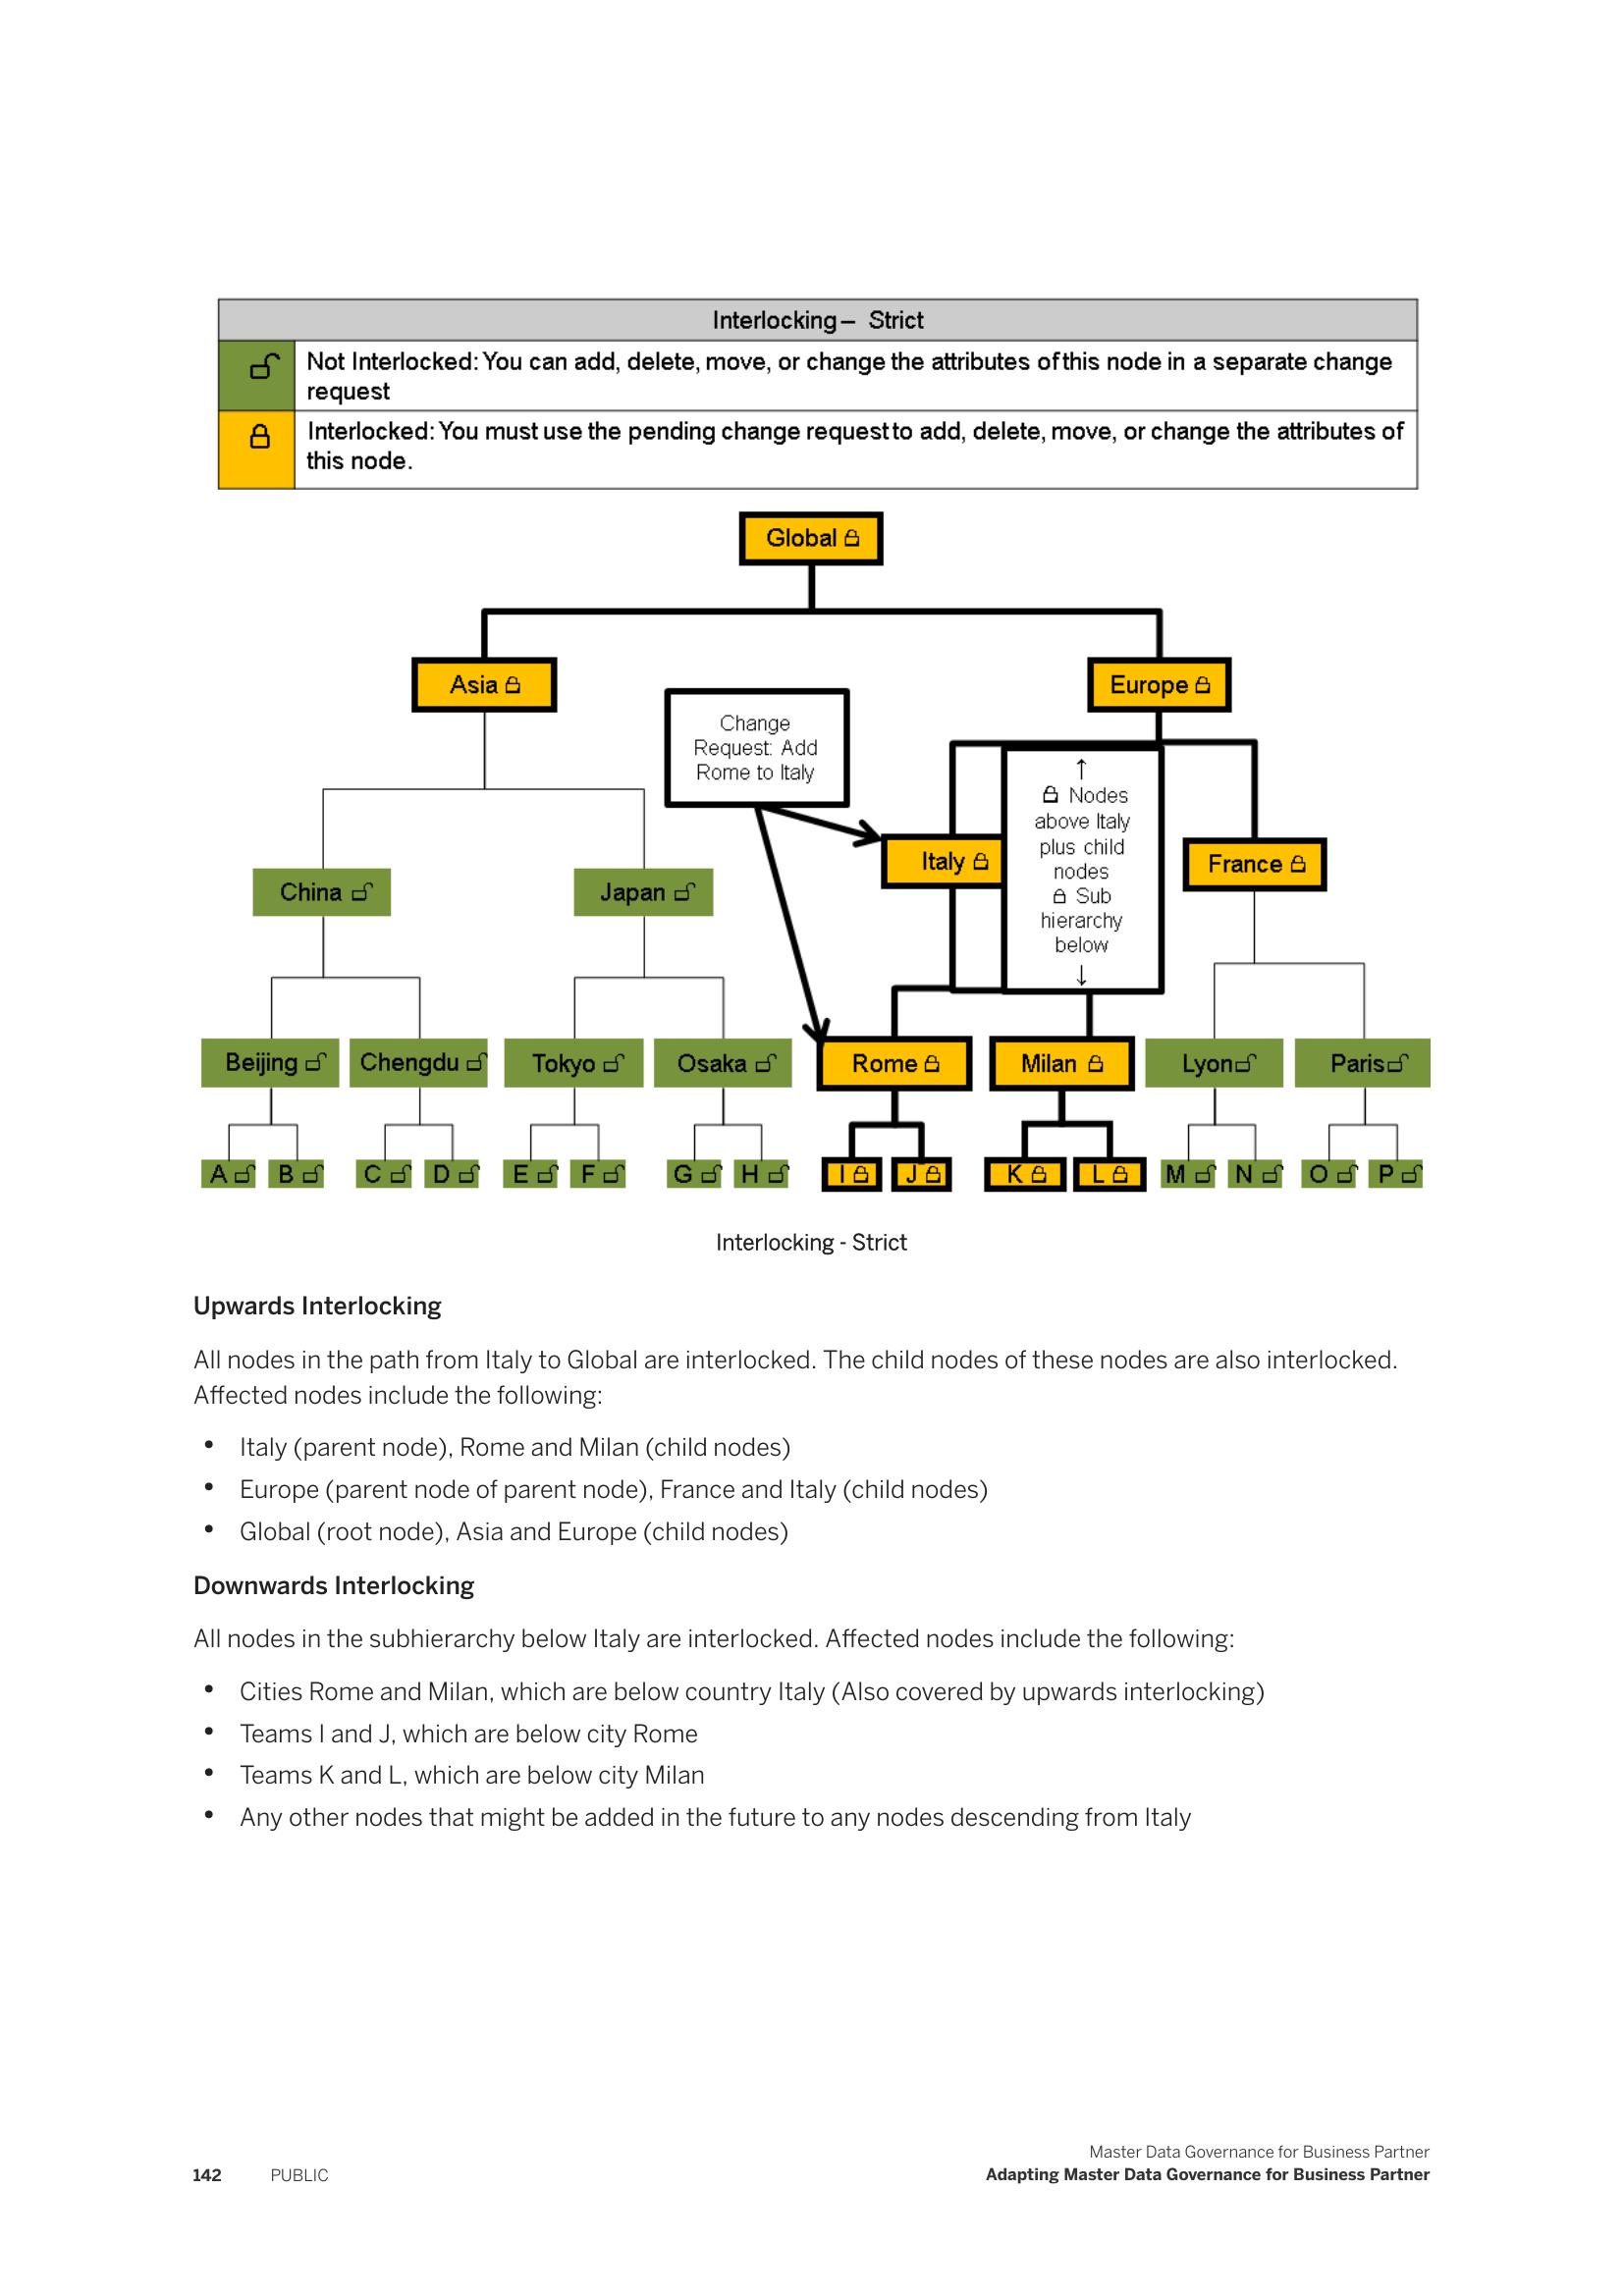 Interlocking – Strict
Not Interlocked: You can add, delete, move, or change the attributes of this node in a separate change
request
Interlocked: You must use the pending change request to add, delete, move, or change the attributes of
this node.
Global
Asia
Europe
Change
Request: Add
Rome to Italy
↑
Nodes
above Italy
plus child
nodes
Sub
hierarchy
below
↓
Italy
France
China
Japan
Beijing
Chengdu
Tokyo
Osaka
Rome
Milan
Lyon
Paris
A B C D E F G H I J K L M N O P
Interlocking - Strict
Upwards Interlocking
All nodes in the path from Italy to Global are interlocked. The child nodes of these nodes are also interlocked.
Affected nodes include the following:
• Italy (parent node), Rome and Milan (child nodes)
• Europe (parent node of parent node), France and Italy (child nodes)
• Global (root node), Asia and Europe (child nodes)
Downwards Interlocking
All nodes in the subhierarchy below Italy are interlocked. Affected nodes include the following:
• Cities Rome and Milan, which are below country Italy (Also covered by upwards interlocking)
• Teams I and J, which are below city Rome
• Teams K and L, which are below city Milan
• Any other nodes that might be added in the future to any nodes descending from Italy
Master Data Governance for Business Partner
142 PUBLIC Adapting Master Data Governance for Business Partner